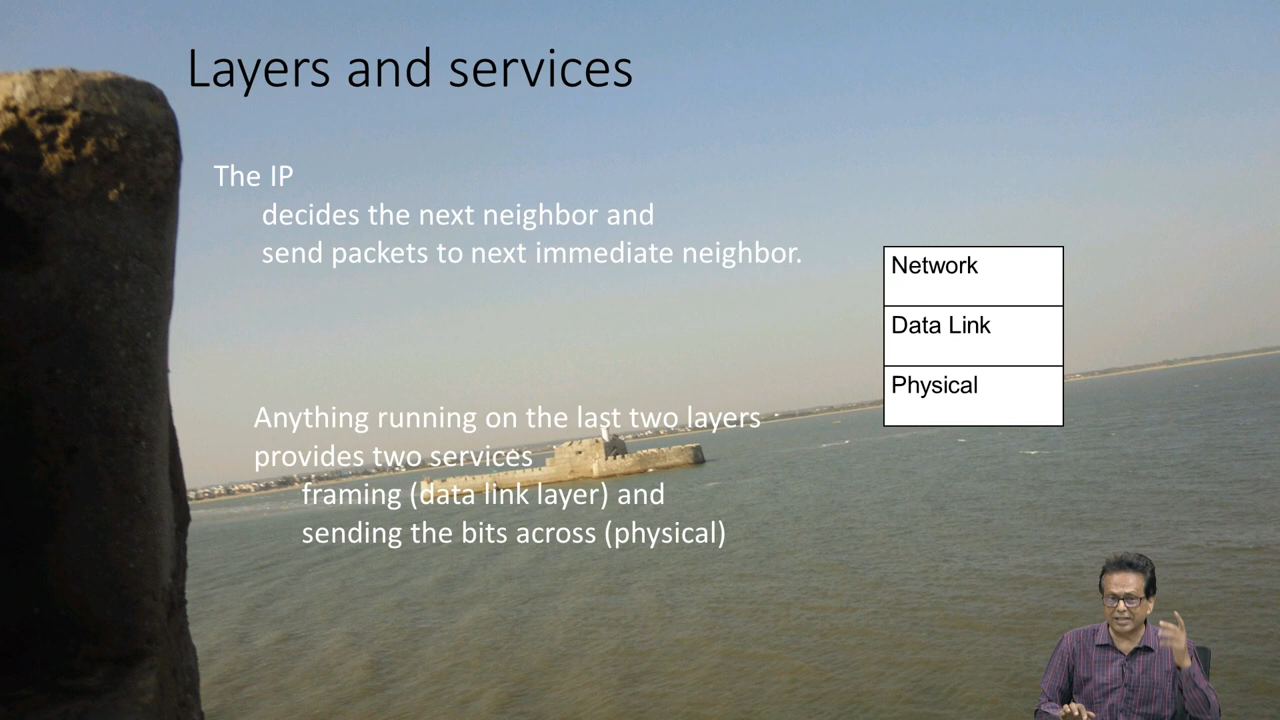 Layers and services
The IP
decides the next neighbor and
send packets to next immediate neighbor.
Network
Data Link
Physical
Anything running on the last two layers
provides two services
framing (data link layer) and
sending the bits across (physical)